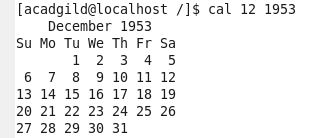 [acadgild@localhost /]$ cal 12 1953
    December 1953
Su Mo Tu We Th Fr Sa
       1  2  3  4  5
 6  7  8  9 10 11 12
13 14 15 16 17 18 19
20 21 22 23 24 25 26
27 28 29 30 31